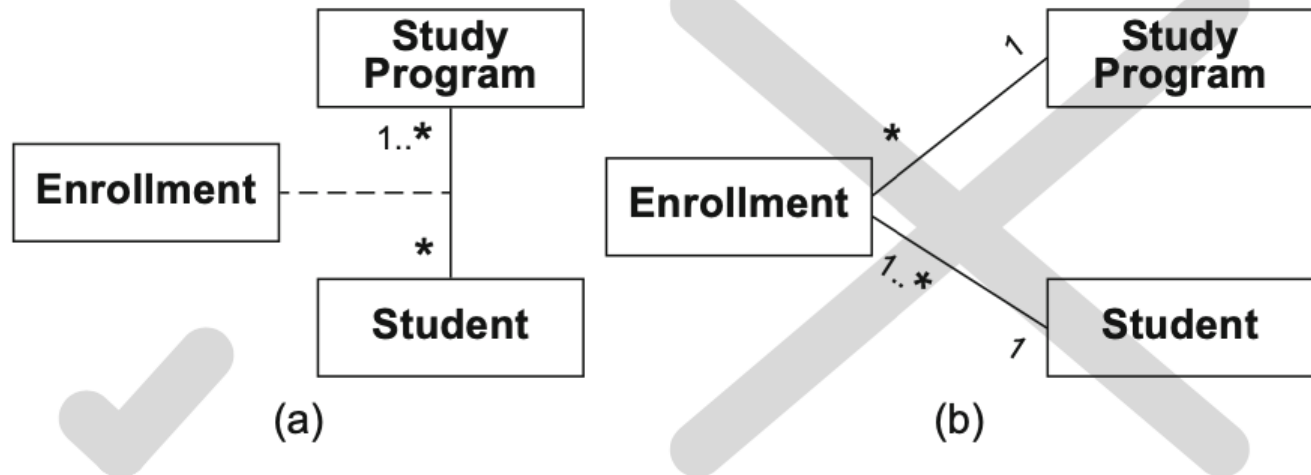 Study
Program
1..*
Enrollment
*
Student
(a)
Study
Program
1
*
Enrollment
1..*
1
Student
(b)